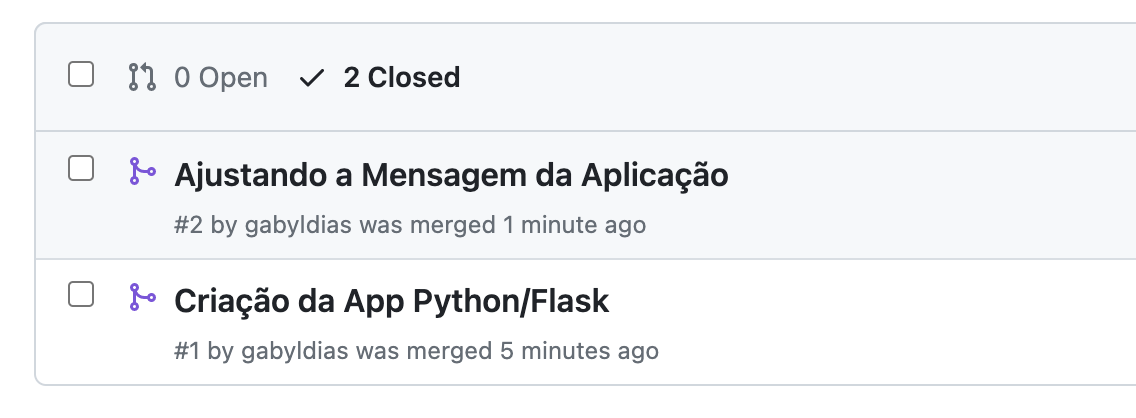 0 Open 2 Closed
Ajustando a Mensagem da Aplicação
#2 by gabyldias was merged 1 minute ago
Criação da App Python/Flask
#1 by gabyldias was merged 5 minutes ago